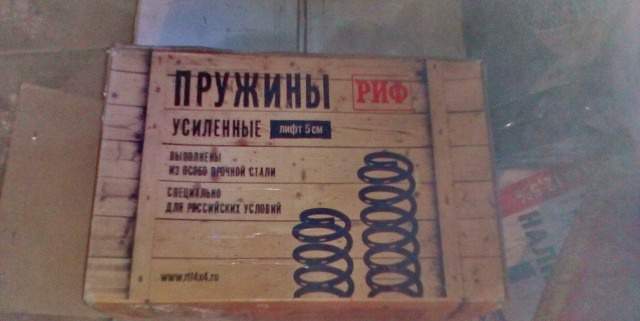 ПРУЖИНЫ РИФ
УСИЛЕННЫЕ лифт 5 см
ВЫПОЛНЕНЫ
ИЗ ОСОБО ПРОЧНОЙ СТАЛИ
СПЕЦИАЛЬНО
ДЛЯ РОССИЙСКИХ УСЛОВИЙ
www.rif4x4.ru